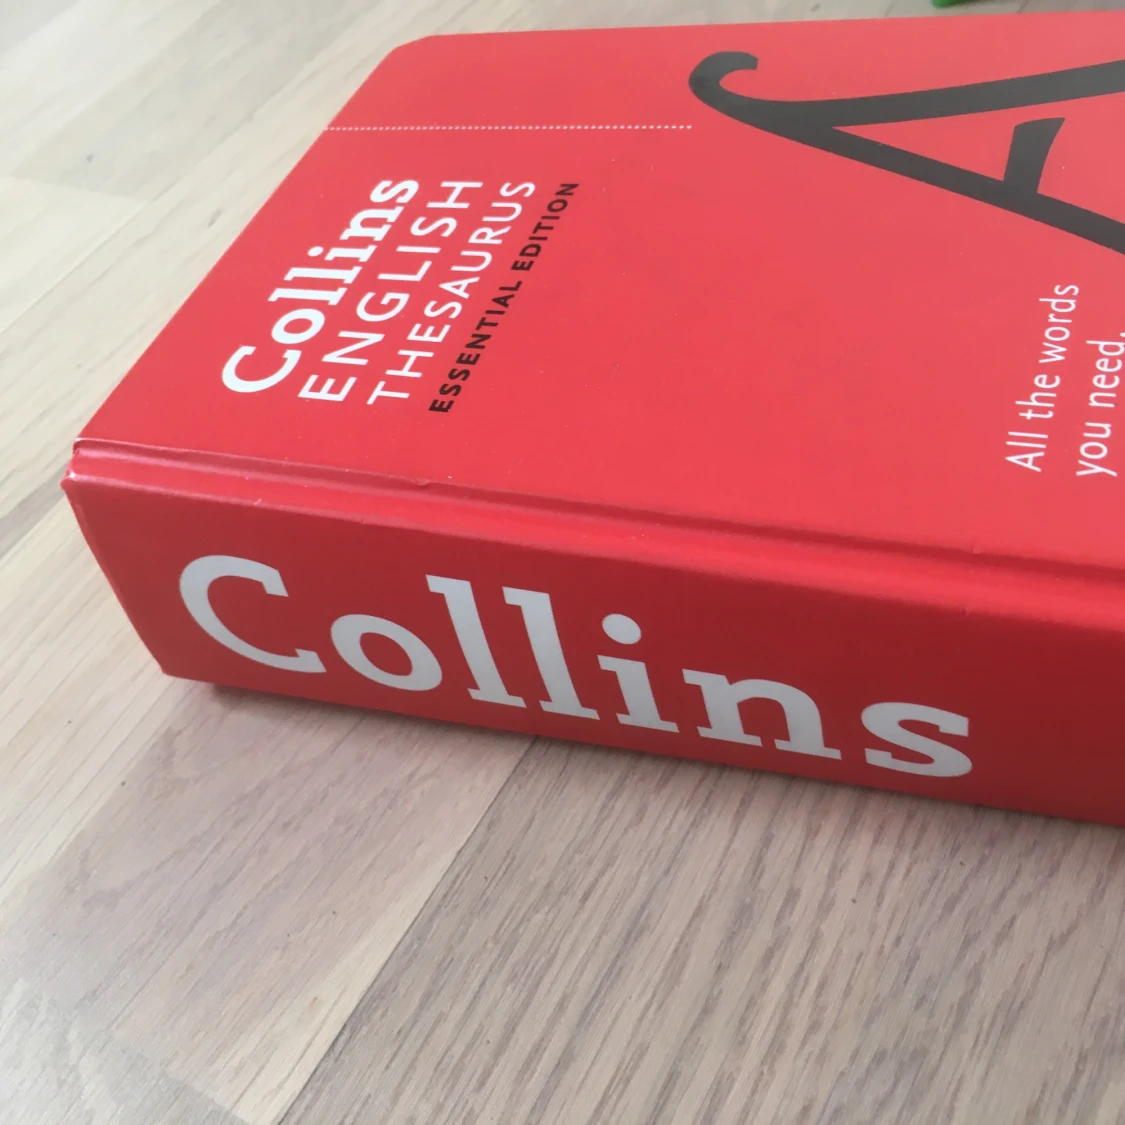 Collins
ENGLISH
THESAURUS
ESSENTIAL EDITION
A
All the words
you need,
Collins